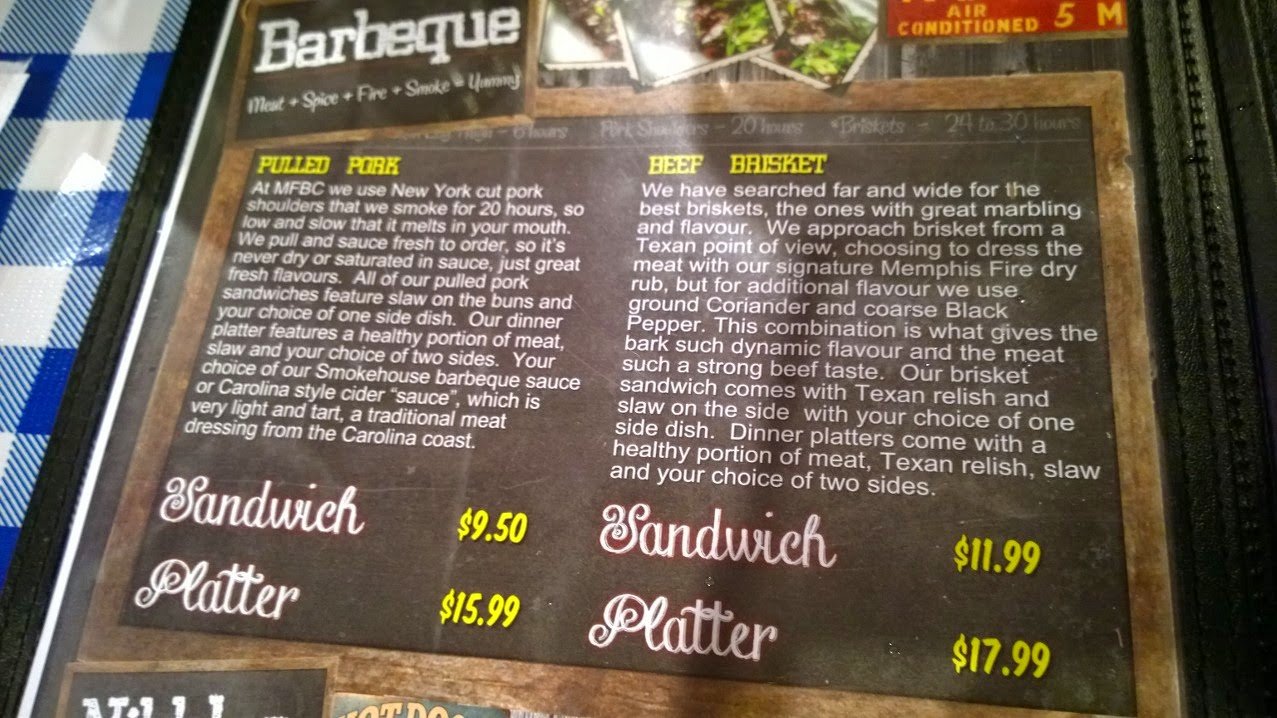 Barbeque
Meat + Spice + Fire + Smoke = Yummy
AIR
CONDITIONED 5 M
- 6 hours Pork Shoulders - 20 hours *Briskets - 24 to 30 hours
PULLED PORK
At MFBC we use New York cut pork
shoulders that we smoke for 20 hours, so
low and slow that it melts in your mouth.
We pull and sauce fresh to order, so it's
never dry or saturated in sauce, just great
fresh flavours. All of our pulled pork
sandwiches feature slaw on the buns and
your choice of one side dish. Our dinner
platter features a healthy portion of meat,
slaw and your choice of two sides. Your
choice of our Smokehouse barbeque sauce
or Carolina style cider “sauce”, which is
very light and tart, a traditional meat
dressing from the Carolina coast.
Sandwich $9.50
Platter $15.99
BEEF BRISKET
We have searched far and wide for the
best briskets, the ones with great marbling
and flavour. We approach brisket from a
Texan point of view, choosing to dress the
meat with our signature Memphis Fire dry
rub, but for additional flavour we use
ground Coriander and coarse Black
Pepper. This combination is what gives the
bark such dynamic flavour and the meat
such a strong beef taste. Our brisket
sandwich comes with Texan relish and
slaw on the side with your choice of one
side dish. Dinner platters come with a
healthy portion of meat, Texan relish, slaw
and your choice of two sides.
Sandwich $11.99
Platter $17.99